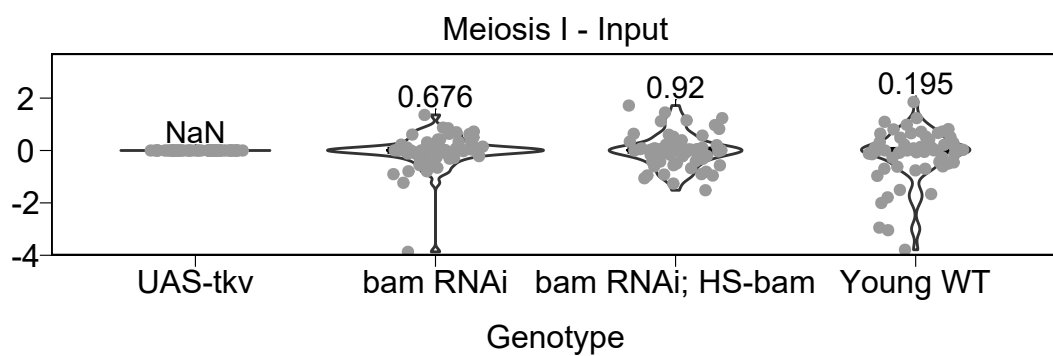 Meiosis I - Input
2
0
-2
-4
NaN
0.676
0.92
0.195
UAS-tkv bam RNAi bam RNAi; HS-bam Young WT
Genotype